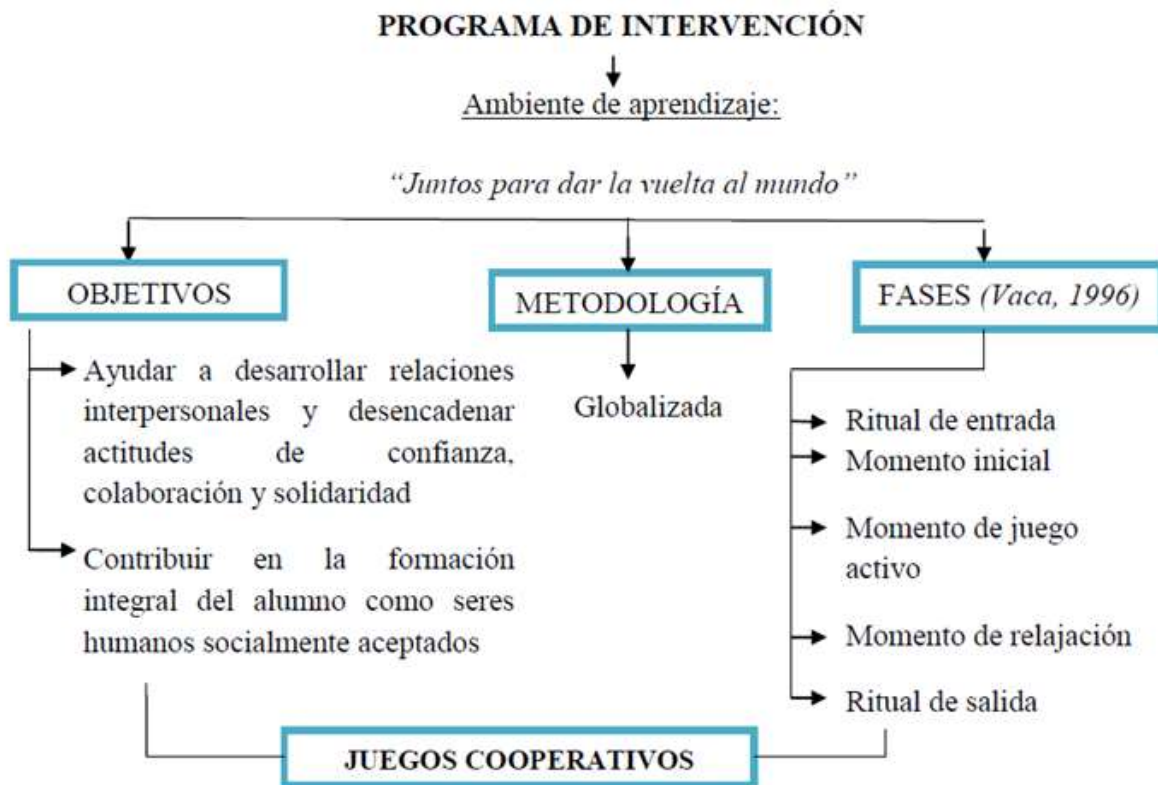 PROGRAMA DE INTERVENCIÓN
Ambiente de aprendizaje:
“Juntos para dar la vuelta al mundo”
OBJETIVOS
Ayudar a desarrollar relaciones
interpersonales y desencadenar
actitudes de confianza,
colaboración y solidaridad
Contribuir en la formación
integral del alumno como seres
humanos socialmente aceptados
METODOLOGÍA
Globalizada
FASES (Vaca, 1996)
Ritual de entrada
Momento inicial
Momento de juego
activo
Momento de relajación
Ritual de salida
JUEGOS COOPERATIVOS